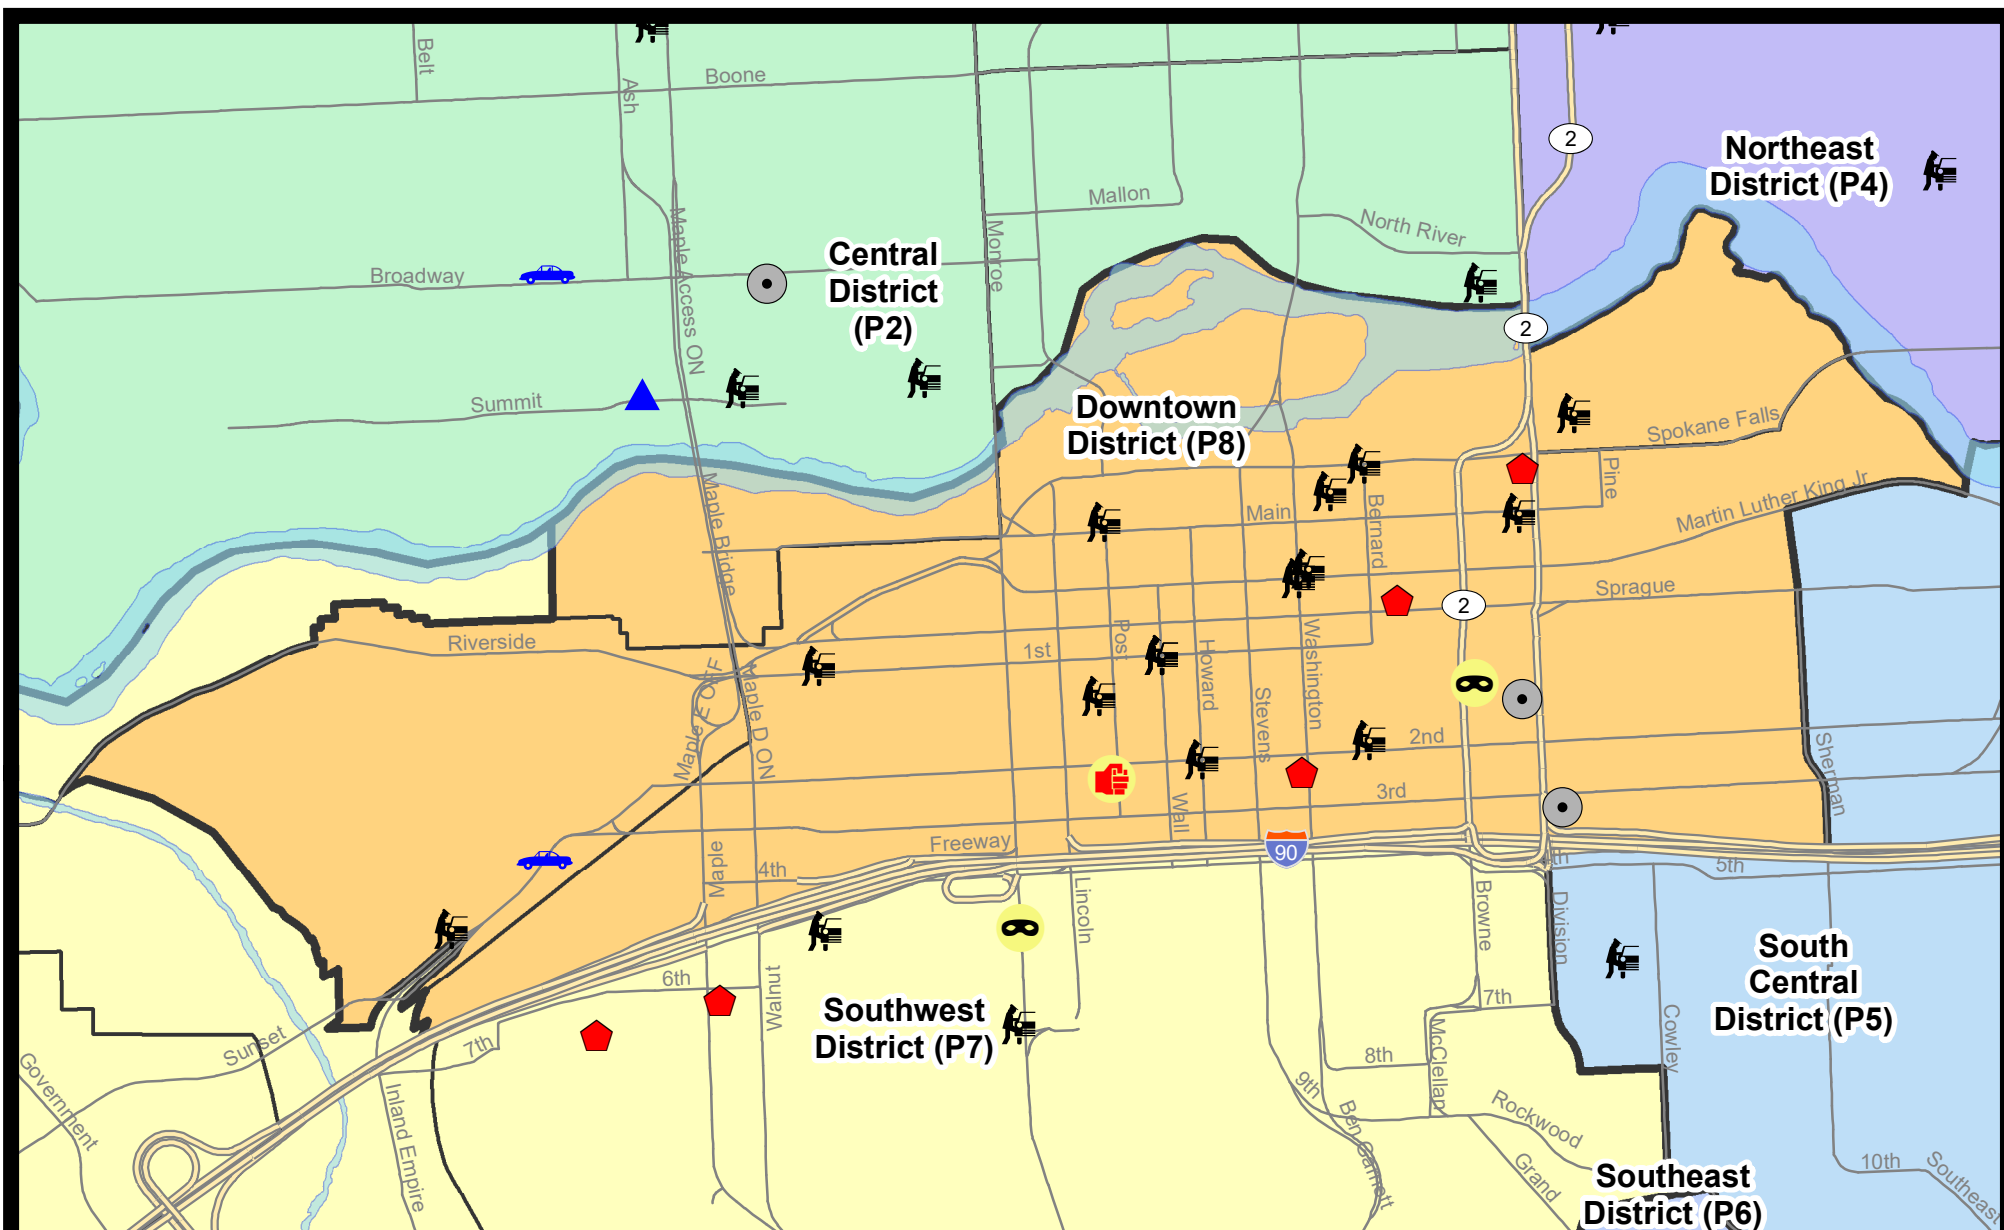 Belt
Boone
Ash
2
Northeast
District (P4)
Mallon
North River
Maple Access ON
Monroe
Central
District
(P2)
Broadway
2
Summit
Downtown
District (P8)
Spokane Falls
Pine
Martin Luther King Jr
Main
Bernard
Maple Bridge
Sprague
2
Riverside
1st
Post
Howard
Washington
Stevens
Maple E OFF
Maple D ON
2nd
Sherman
3rd
Wall
Freeway
90
4th
Maple
4th
5th
Lincoln
Browne
Division
South
Central
District (P5)
6th
Walnut
Southwest
District (P7)
7th
McClellan
Cowley
Sunset
7th
8th
Government
Inland Empire
9th
Ben Garnett
Rockwood
Grand
10th
Southeast
Southeast
District (P6)